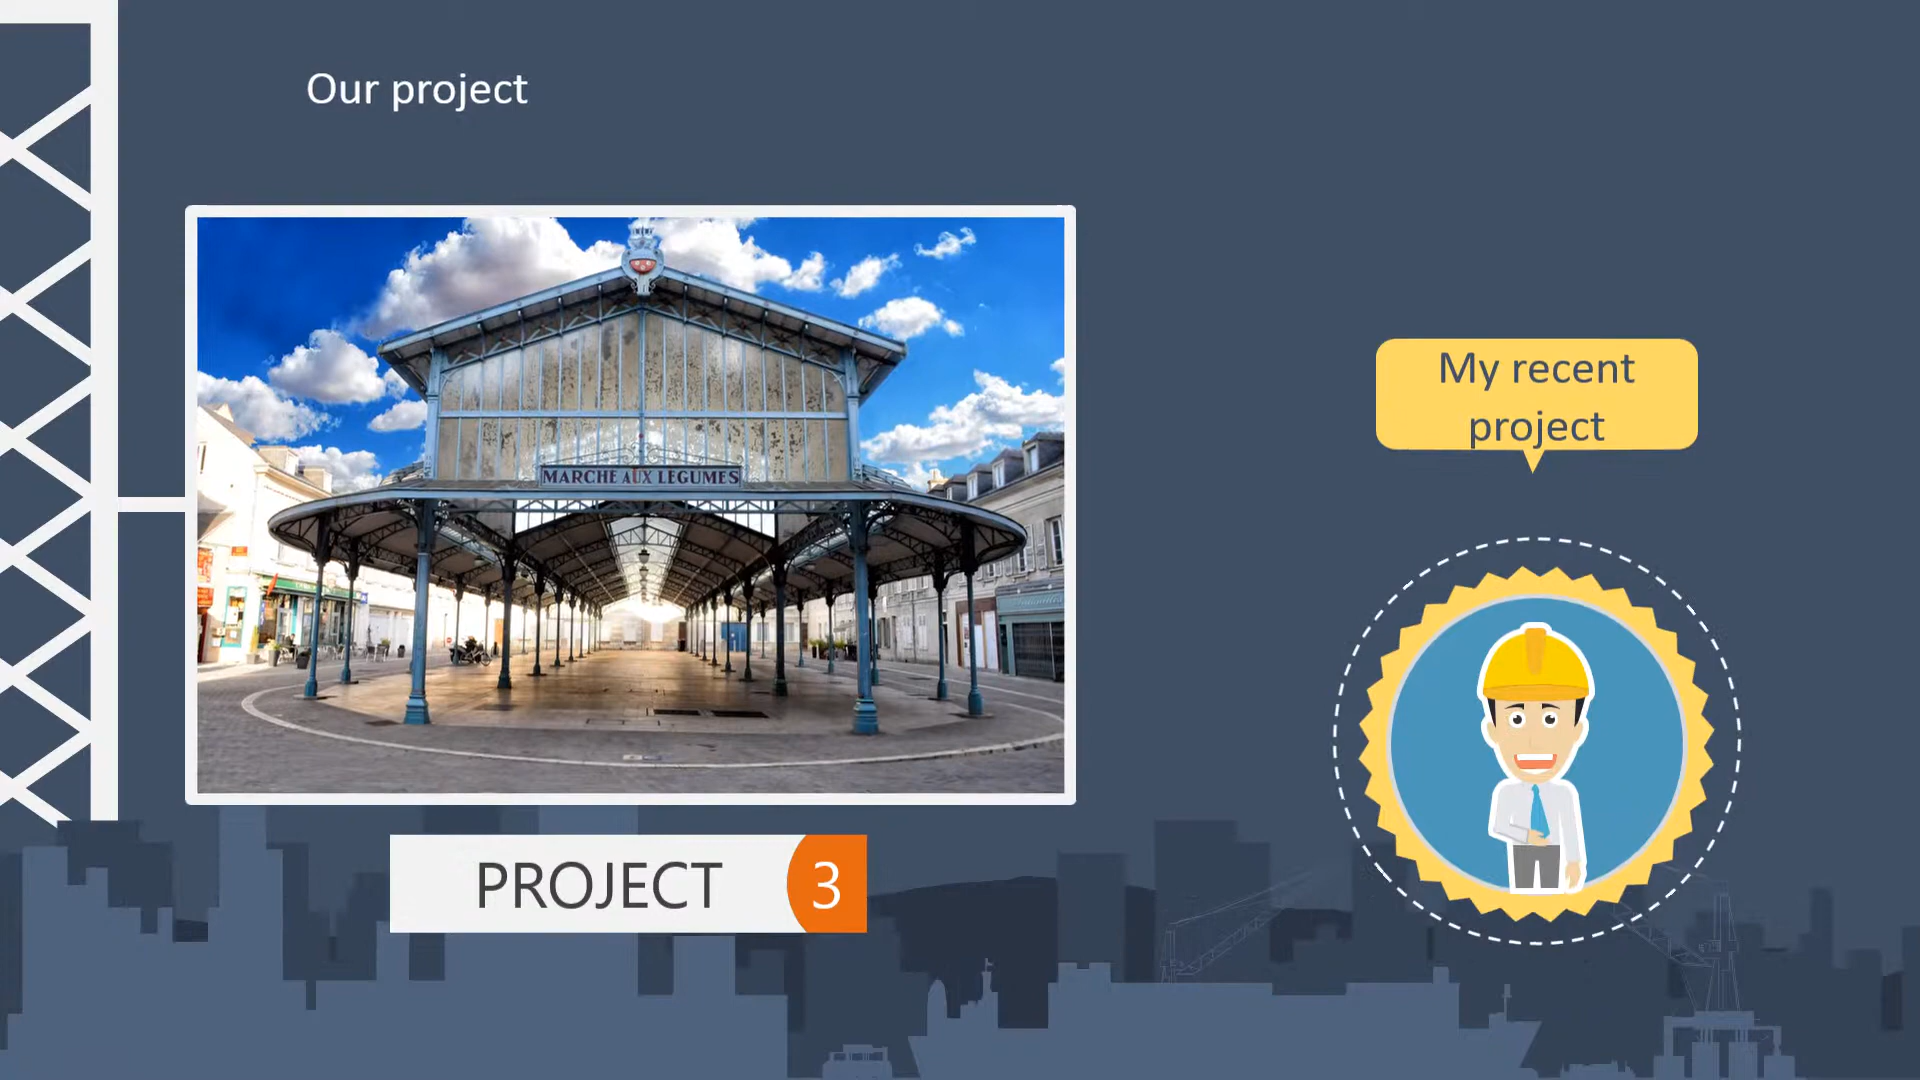 Our project
MARCHE AUX LEGUMES
My recent
project
PROJECT 3